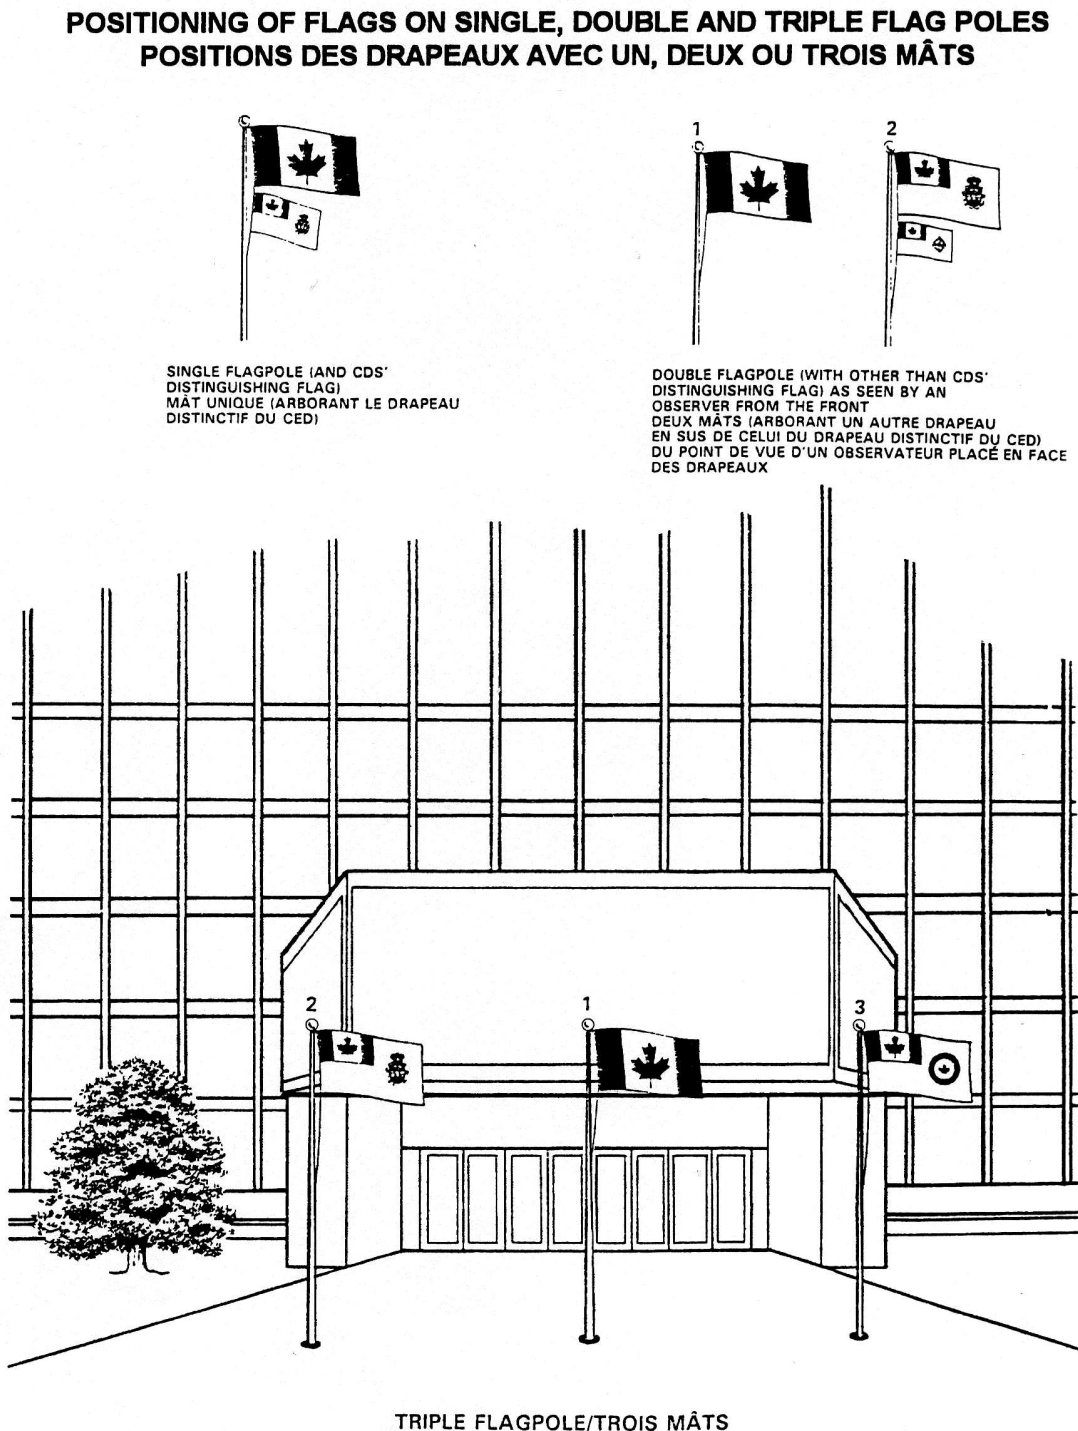 POSITIONING OF FLAGS ON SINGLE, DOUBLE AND TRIPLE FLAG POLES
POSITIONS DES DRAPEAUX AVEC UN, DEUX OU TROIS MÂTS
1
2
SINGLE FLAGPOLE (AND CDS'
DISTINGUISHING FLAG)
MÂT UNIQUE (ARBORANT LE DRAPEAU
DISTINCTIF DU CED)
DOUBLE FLAGPOLE (WITH OTHER THAN CDS'
DISTINGUISHING FLAG) AS SEEN BY AN
OBSERVER FROM THE FRONT
DEUX MÂTS (ARBORANT UN AUTRE DRAPEAU
EN SUS DE CELUI DU DRAPEAU DISTINCTIF DU CED)
DU POINT DE VUE D'UN OBSERVATEUR PLACÉ EN FACE
DES DRAPEAUX
2
1
3
TRIPLE FLAGPOLE/TROIS MÂTS